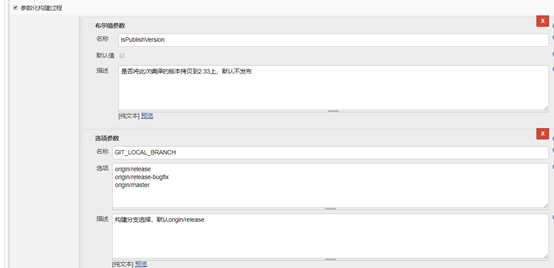 参数化构建过程
X
布尔值参数
名称
isPublishVersion
默认值
描述
是否将此次编译的版本拷贝到2.33上，默认不发布
[纯文本] 预览
X
选项参数
名称
GIT_LOCAL_BRANCH
选项
origin/release
origin/release-bugfix
origin/master
描述
构建分支选择，默认origin/release
[纯文本] 预览